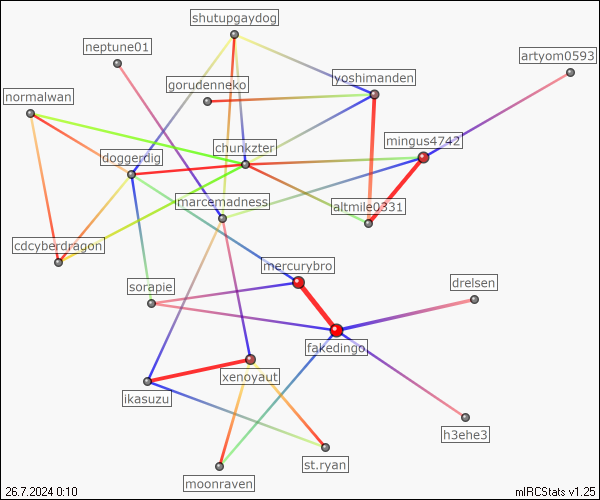 shutupgaydog
neptune01
artyom0593
yoshimanden
gorudenneko
normalwan
mingus4742
chunkzter
doggerdig
marcemadness
altmile0331
cdcyberdragon
mercurybro
drelsen
sorapie
fakedingo
xenoyaut
ikasuzu
h3ehe3
st.ryan
moonraven
26.7.2024 0:10
mIRCStats v1.25